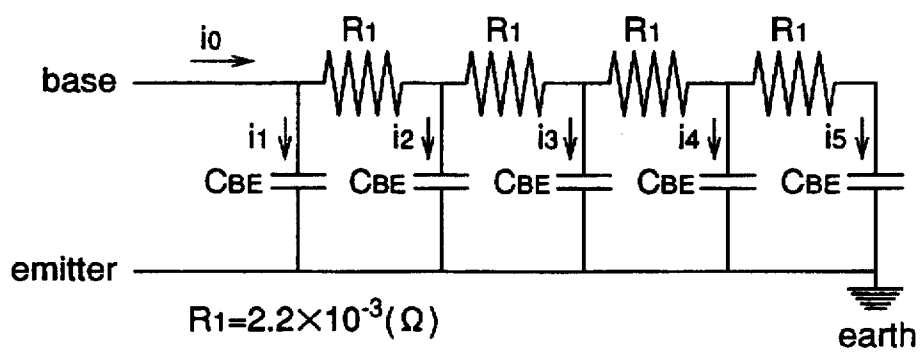 R1 R1 R1 R1
i0
base
i1 i2 i3 i4 i5
CBE CBE CBE CBE CBE
emitter
R1=2.2×10-3(Ω)
earth